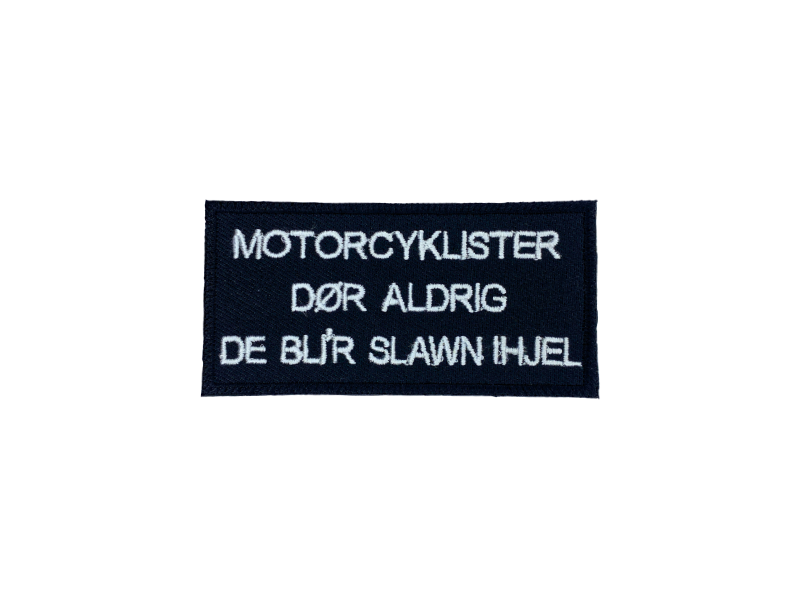 MOTORCYKLISTER
DØR ALDRIG
DE BLI'R SLAWN IHJEL